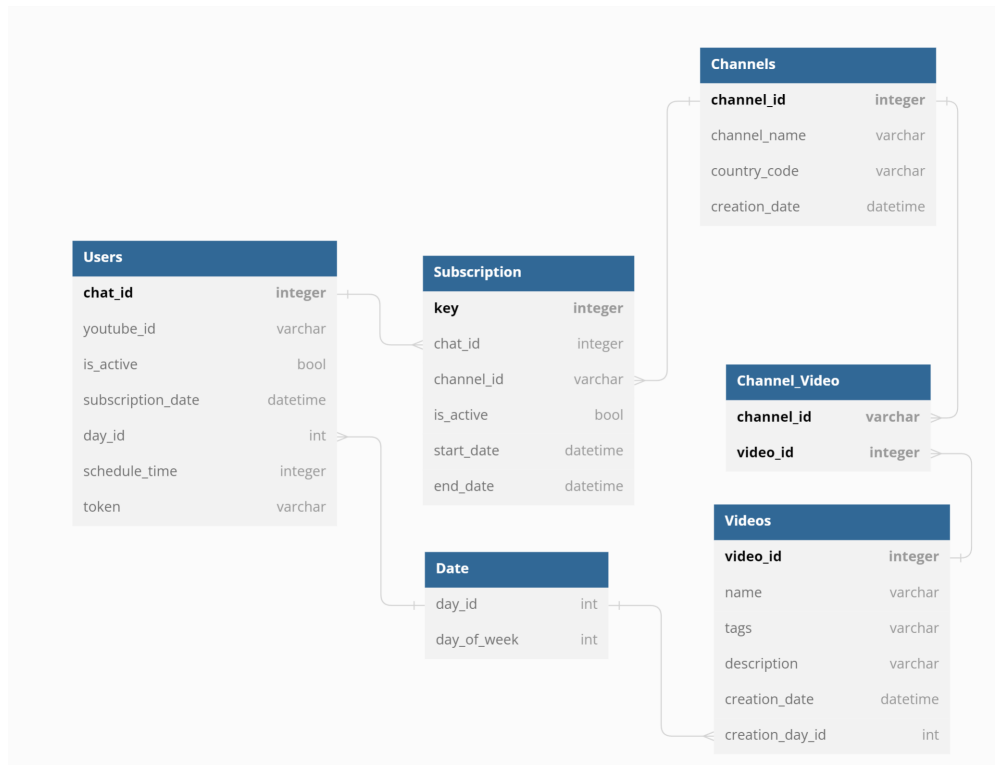 Channels
channel_id integer
channel_name varchar
country_code varchar
creation_date datetime
Users
chat_id integer
youtube_id varchar
is_active bool
subscription_date datetime
day_id int
schedule_time integer
token varchar
Subscription
key integer
chat_id integer
channel_id varchar
is_active bool
start_date datetime
end_date datetime
Channel_Video
channel_id varchar
video_id integer
Date
day_id int
day_of_week int
Videos
video_id integer
name varchar
tags varchar
description varchar
creation_date datetime
creation_day_id int